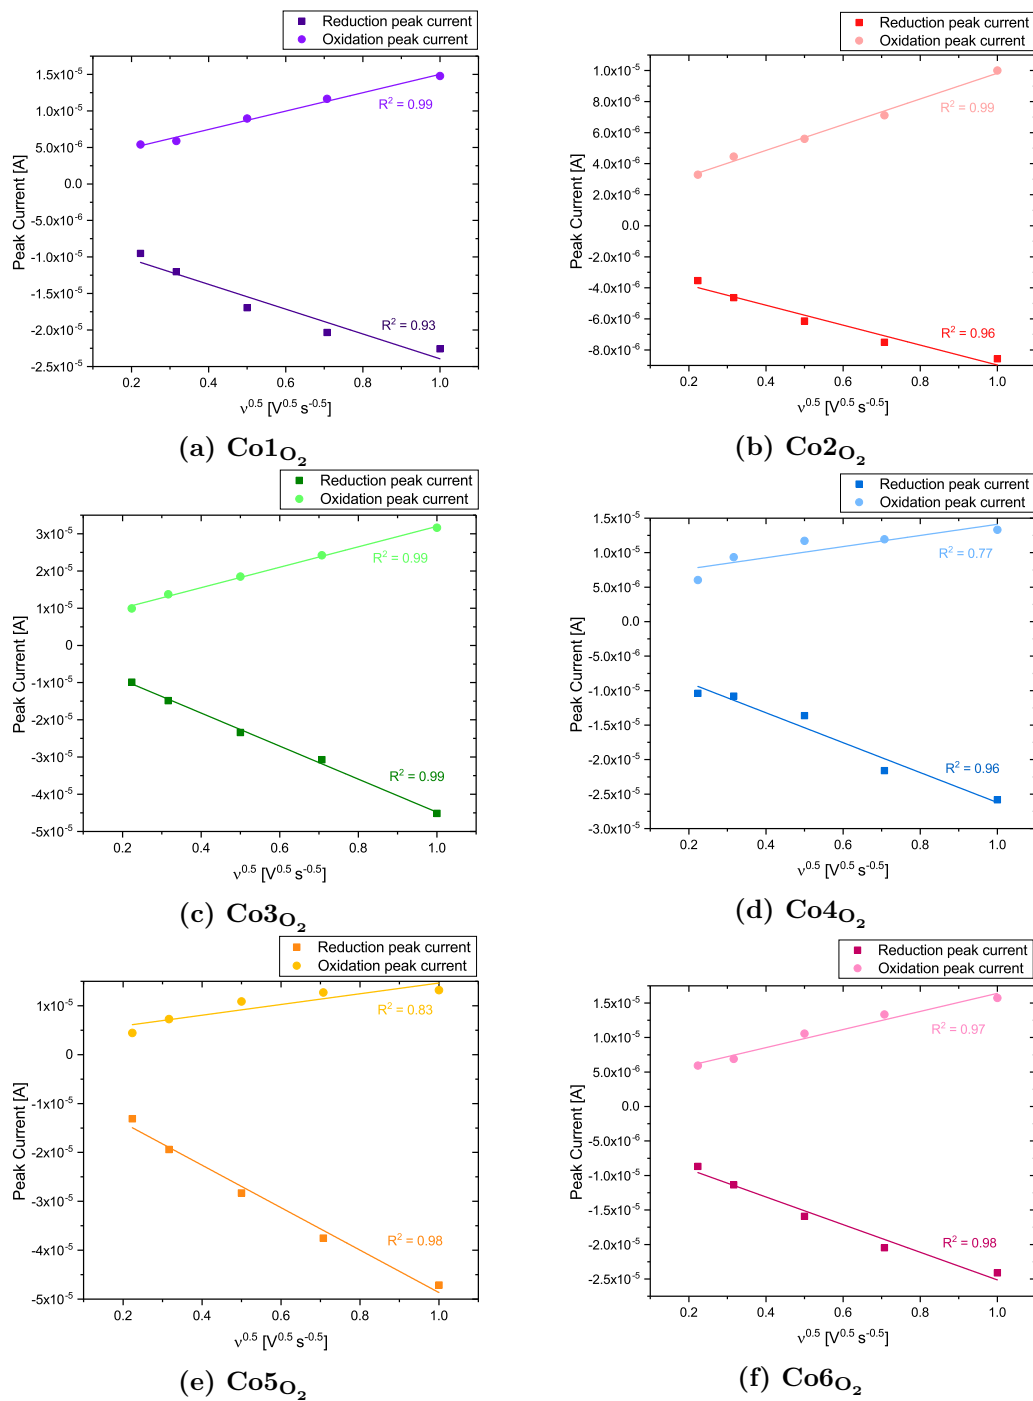 Reduction peak current
Oxidation peak current
1.5x10⁻⁵
1.0x10⁻⁵
5.0x10⁻⁶
0.0
-5.0x10⁻⁶
-1.0x10⁻⁵
-1.5x10⁻⁵
-2.0x10⁻⁵
-2.5x10⁻⁵
Peak Current [A]
R² = 0.99
R² = 0.93
0.2 0.4 0.6 0.8 1.0
ν⁰·⁵ [V⁰·⁵ s⁻⁰·⁵]
(a) Co1O₂
Reduction peak current
Oxidation peak current
1.0x10⁻⁵
8.0x10⁻⁶
6.0x10⁻⁶
4.0x10⁻⁶
2.0x10⁻⁶
0.0
-2.0x10⁻⁶
-4.0x10⁻⁶
-6.0x10⁻⁶
-8.0x10⁻⁶
Peak Current [A]
R² = 0.99
R² = 0.96
0.2 0.4 0.6 0.8 1.0
ν⁰·⁵ [V⁰·⁵ s⁻⁰·⁵]
(b) Co2O₂
Reduction peak current
Oxidation peak current
3x10⁻⁵
2x10⁻⁵
1x10⁻⁵
0
-1x10⁻⁵
-2x10⁻⁵
-3x10⁻⁵
-4x10⁻⁵
-5x10⁻⁵
Peak Current [A]
R² = 0.99
R² = 0.99
0.2 0.4 0.6 0.8 1.0
ν⁰·⁵ [V⁰·⁵ s⁻⁰·⁵]
(c) Co3O₂
Reduction peak current
Oxidation peak current
1.5x10⁻⁵
1.0x10⁻⁵
5.0x10⁻⁶
0.0
-5.0x10⁻⁶
-1.0x10⁻⁵
-1.5x10⁻⁵
-2.0x10⁻⁵
-2.5x10⁻⁵
-3.0x10⁻⁵
Peak Current [A]
R² = 0.77
R² = 0.96
0.2 0.4 0.6 0.8 1.0
ν⁰·⁵ [V⁰·⁵ s⁻⁰·⁵]
(d) Co4O₂
Reduction peak current
Oxidation peak current
1x10⁻⁵
0
-1x10⁻⁵
-2x10⁻⁵
-3x10⁻⁵
-4x10⁻⁵
-5x10⁻⁵
Peak Current [A]
R² = 0.83
R² = 0.98
0.2 0.4 0.6 0.8 1.0
ν⁰·⁵ [V⁰·⁵ s⁻⁰·⁵]
(e) Co5O₂
Reduction peak current
Oxidation peak current
1.5x10⁻⁵
1.0x10⁻⁵
5.0x10⁻⁶
0.0
-5.0x10⁻⁶
-1.0x10⁻⁵
-1.5x10⁻⁵
-2.0x10⁻⁵
-2.5x10⁻⁵
Peak Current [A]
R² = 0.97
R² = 0.98
0.2 0.4 0.6 0.8 1.0
ν⁰·⁵ [V⁰·⁵ s⁻⁰·⁵]
(f) Co6O₂